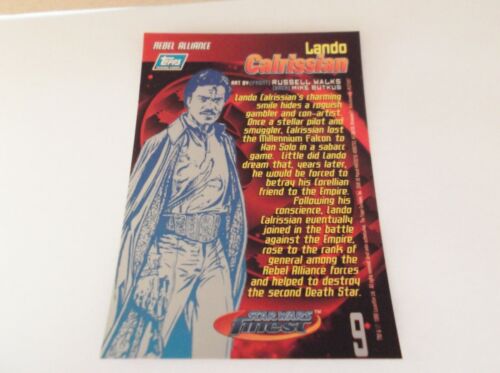 REBEL ALLIANCE
TOPPS
Lando
Calrissian
ART BY (FRONT) RUSSELL WALKS
(BACK) MIKE BUTKUS
Lando Calrissian's charming
smile hides a roguish
gambler and con-artist.
Once a stellar pilot and
smuggler, Calrissian lost the
Millennium Falcon to
Han Solo in a sabacc
game. Little did Lando
dream that, years later,
he would be forced to
betray his Corellian
friend to the Empire.
Following his
conscience, Lando
Calrissian eventually
joined in the battle
against the Empire,
rose to the rank of
general among the
Rebel Alliance forces
and helped to destroy
the second Death Star.
STAR WARS
Finest™
9